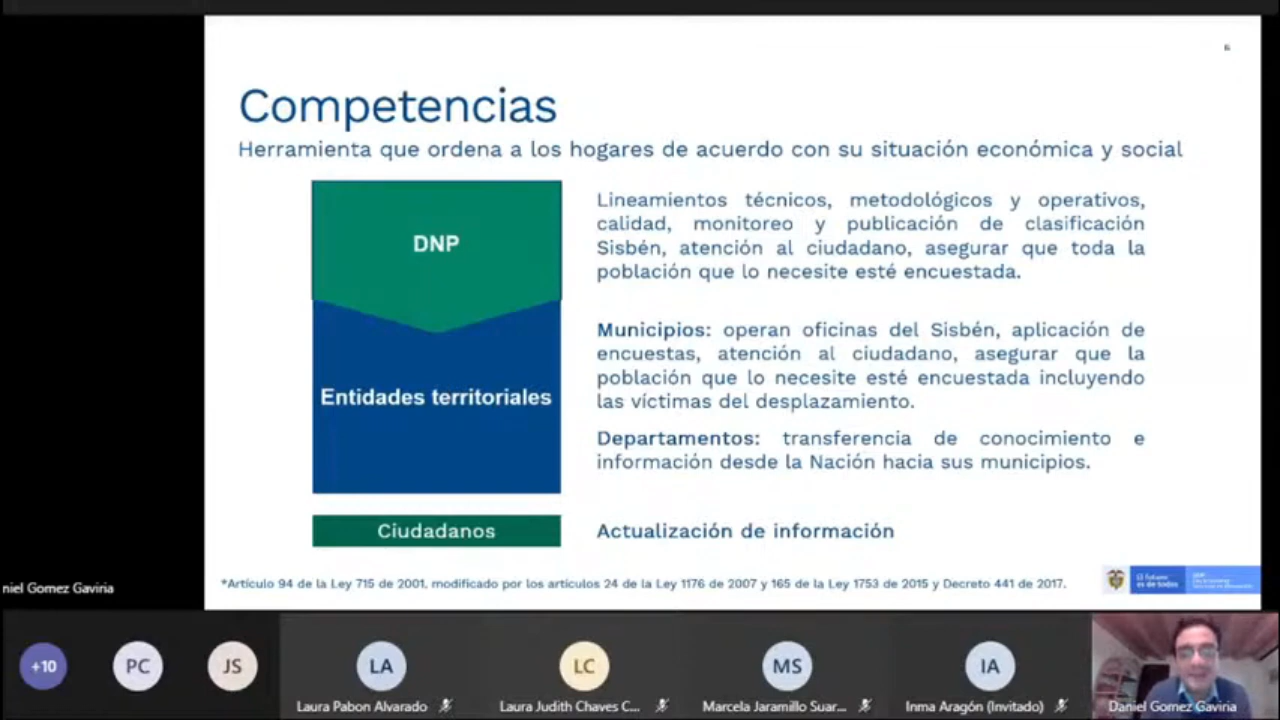 6
Competencias
Herramienta que ordena a los hogares de acuerdo con su situación económica y social
DNP
Lineamientos técnicos, metodológicos y operativos,
calidad, monitoreo y publicación de clasificación
Sisbén, atención al ciudadano, asegurar que toda la
población que lo necesite esté encuestada.
Entidades territoriales
Municipios: operan oficinas del Sisbén, aplicación de
encuestas, atención al ciudadano, asegurar que la
población que lo necesite esté encuestada incluyendo
las víctimas del desplazamiento.
Departamentos: transferencia de conocimiento e
información desde la Nación hacia sus municipios.
Ciudadanos
Actualización de información
*Artículo 94 de la Ley 715 de 2001, modificado por los artículos 24 de la Ley 1176 de 2007 y 165 de la Ley 1753 de 2015 y Decreto 441 de 2017.
El futuro
es de todos
DNP
niel Gomez Gaviria
+10
PC
JS
LA
LC
MS
IA
Laura Pabon Alvarado
Laura Judith Chaves C...
Marcela Jaramillo Suar...
Inma Aragón (Invitado)
Daniel Gomez Gaviria